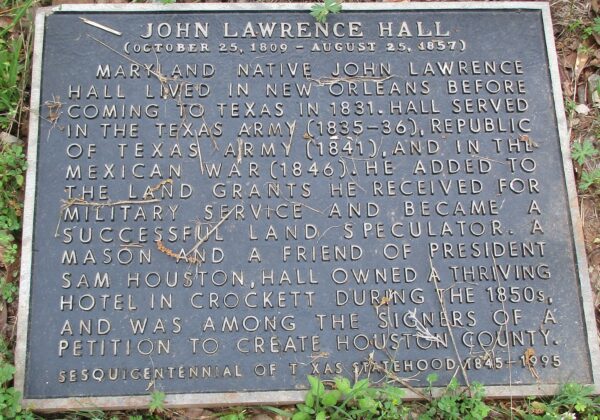 JOHN LAWRENCE HALL
(OCTOBER 25, 1809 – AUGUST 25, 1857)
MARYLAND NATIVE JOHN LAWRENCE
HALL LIVED IN NEW ORLEANS BEFORE
COMING TO TEXAS IN 1831. HALL SERVED
IN THE TEXAS ARMY (1835–36), REPUBLIC
OF TEXAS ARMY (1841), AND IN THE
MEXICAN WAR (1846). HE ADDED TO
THE LAND GRANTS HE RECEIVED FOR
MILITARY SERVICE AND BECAME A
SUCCESSFUL LAND SPECULATOR. A
MASON AND A FRIEND OF PRESIDENT
SAM HOUSTON, HALL OWNED A THRIVING
HOTEL IN CROCKETT DURING THE 1850s,
AND WAS AMONG THE SIGNERS OF A
PETITION TO CREATE HOUSTON COUNTY.
SESQUICENTENNIAL OF TEXAS STATEHOOD 1845–1995